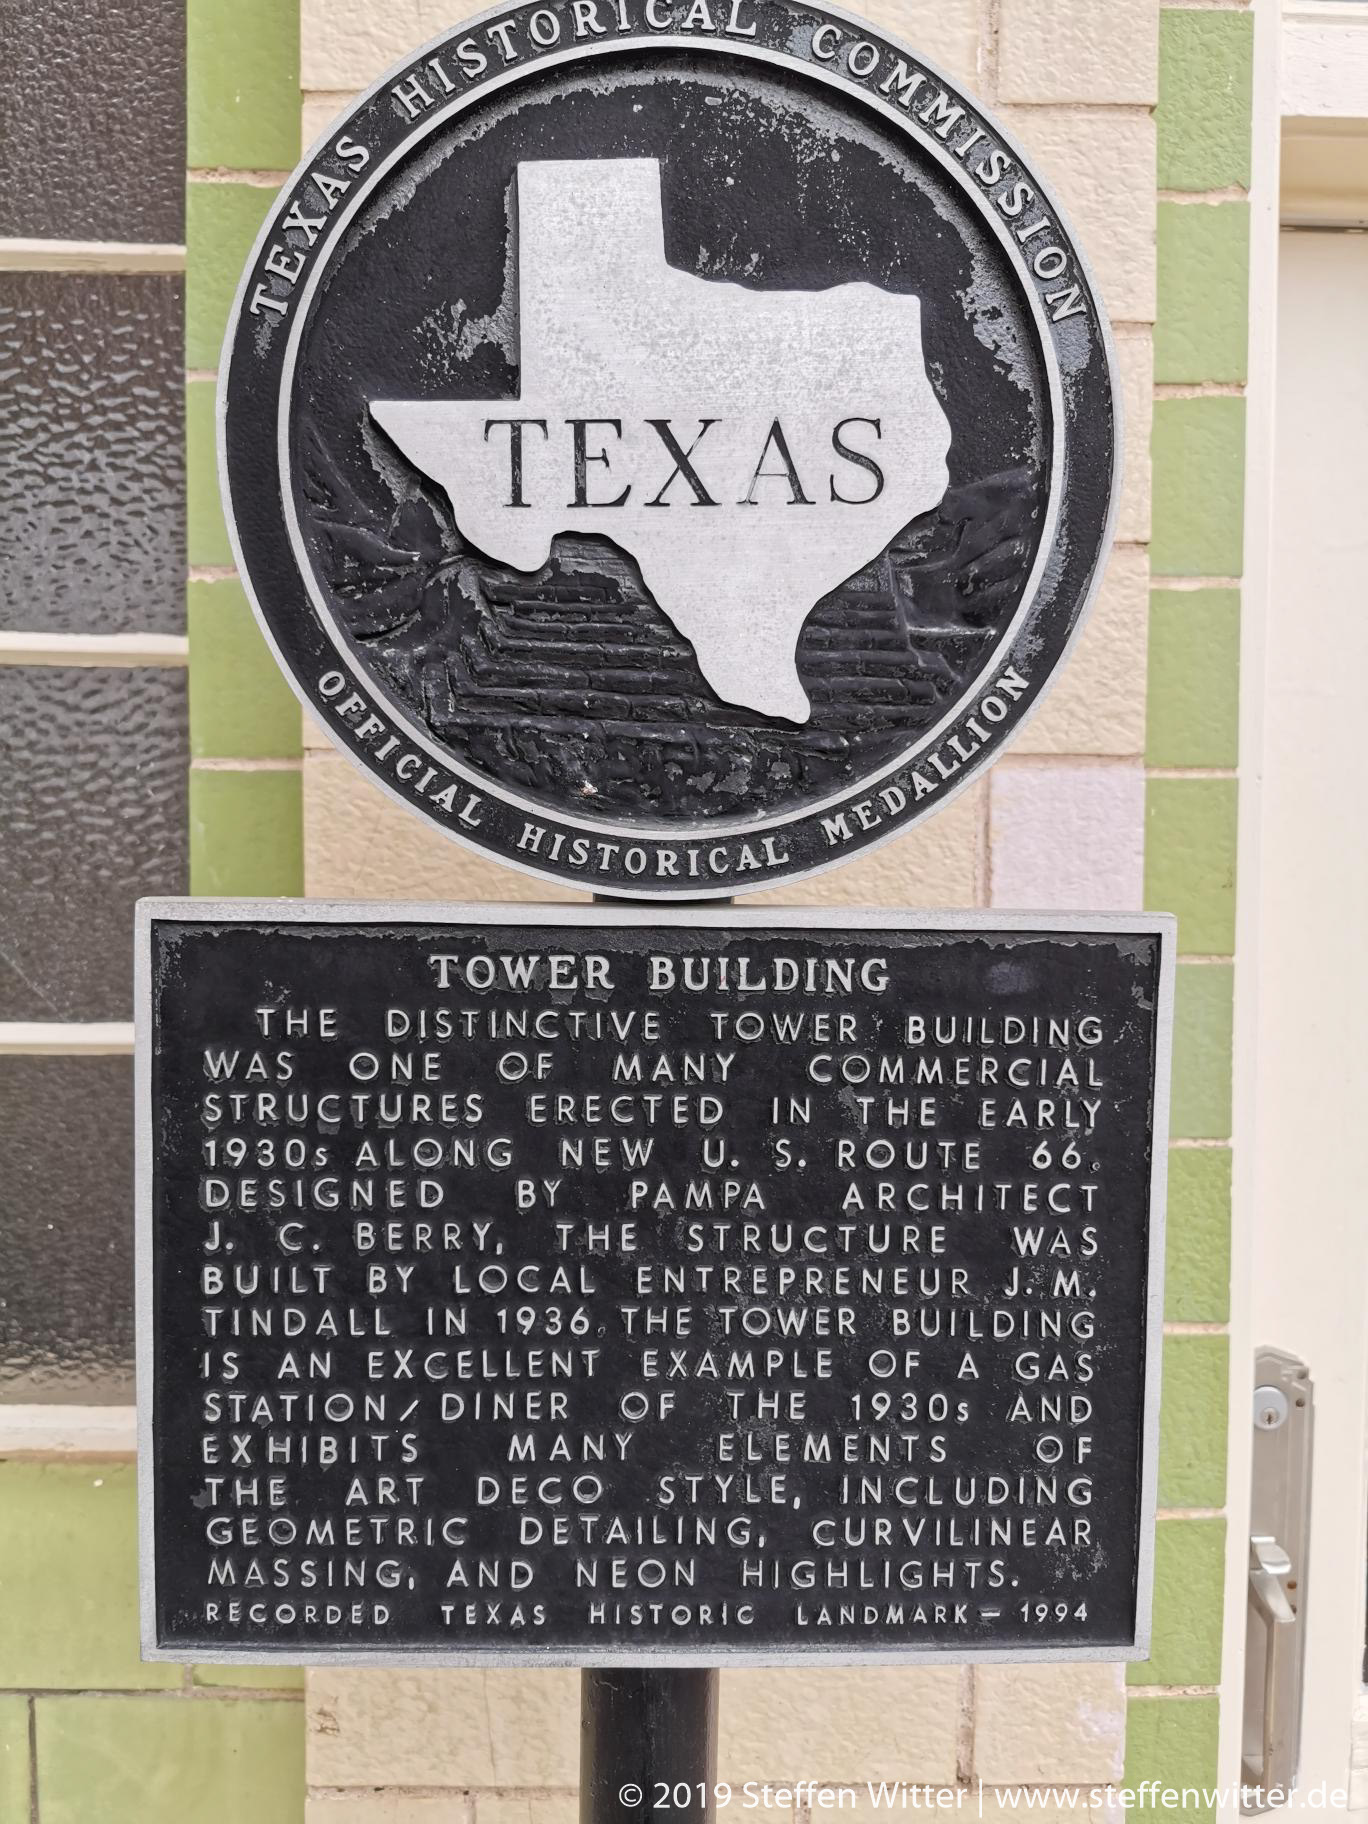 TEXAS HISTORICAL COMMISSION
TEXAS
OFFICIAL HISTORICAL MEDALLION
TOWER BUILDING
THE DISTINCTIVE TOWER BUILDING
WAS ONE OF MANY COMMERCIAL
STRUCTURES ERECTED IN THE EARLY
1930s ALONG NEW U. S. ROUTE 66.
DESIGNED BY PAMPA ARCHITECT
J. C. BERRY, THE STRUCTURE WAS
BUILT BY LOCAL ENTREPRENEUR J. M.
TINDALL IN 1936. THE TOWER BUILDING
IS AN EXCELLENT EXAMPLE OF A GAS
STATION/DINER OF THE 1930s AND
EXHIBITS MANY ELEMENTS OF
THE ART DECO STYLE, INCLUDING
GEOMETRIC DETAILING, CURVILINEAR
MASSING, AND NEON HIGHLIGHTS.
RECORDED TEXAS HISTORIC LANDMARK – 1994
© 2019 Steffen Witter | www.steffenwitter.de